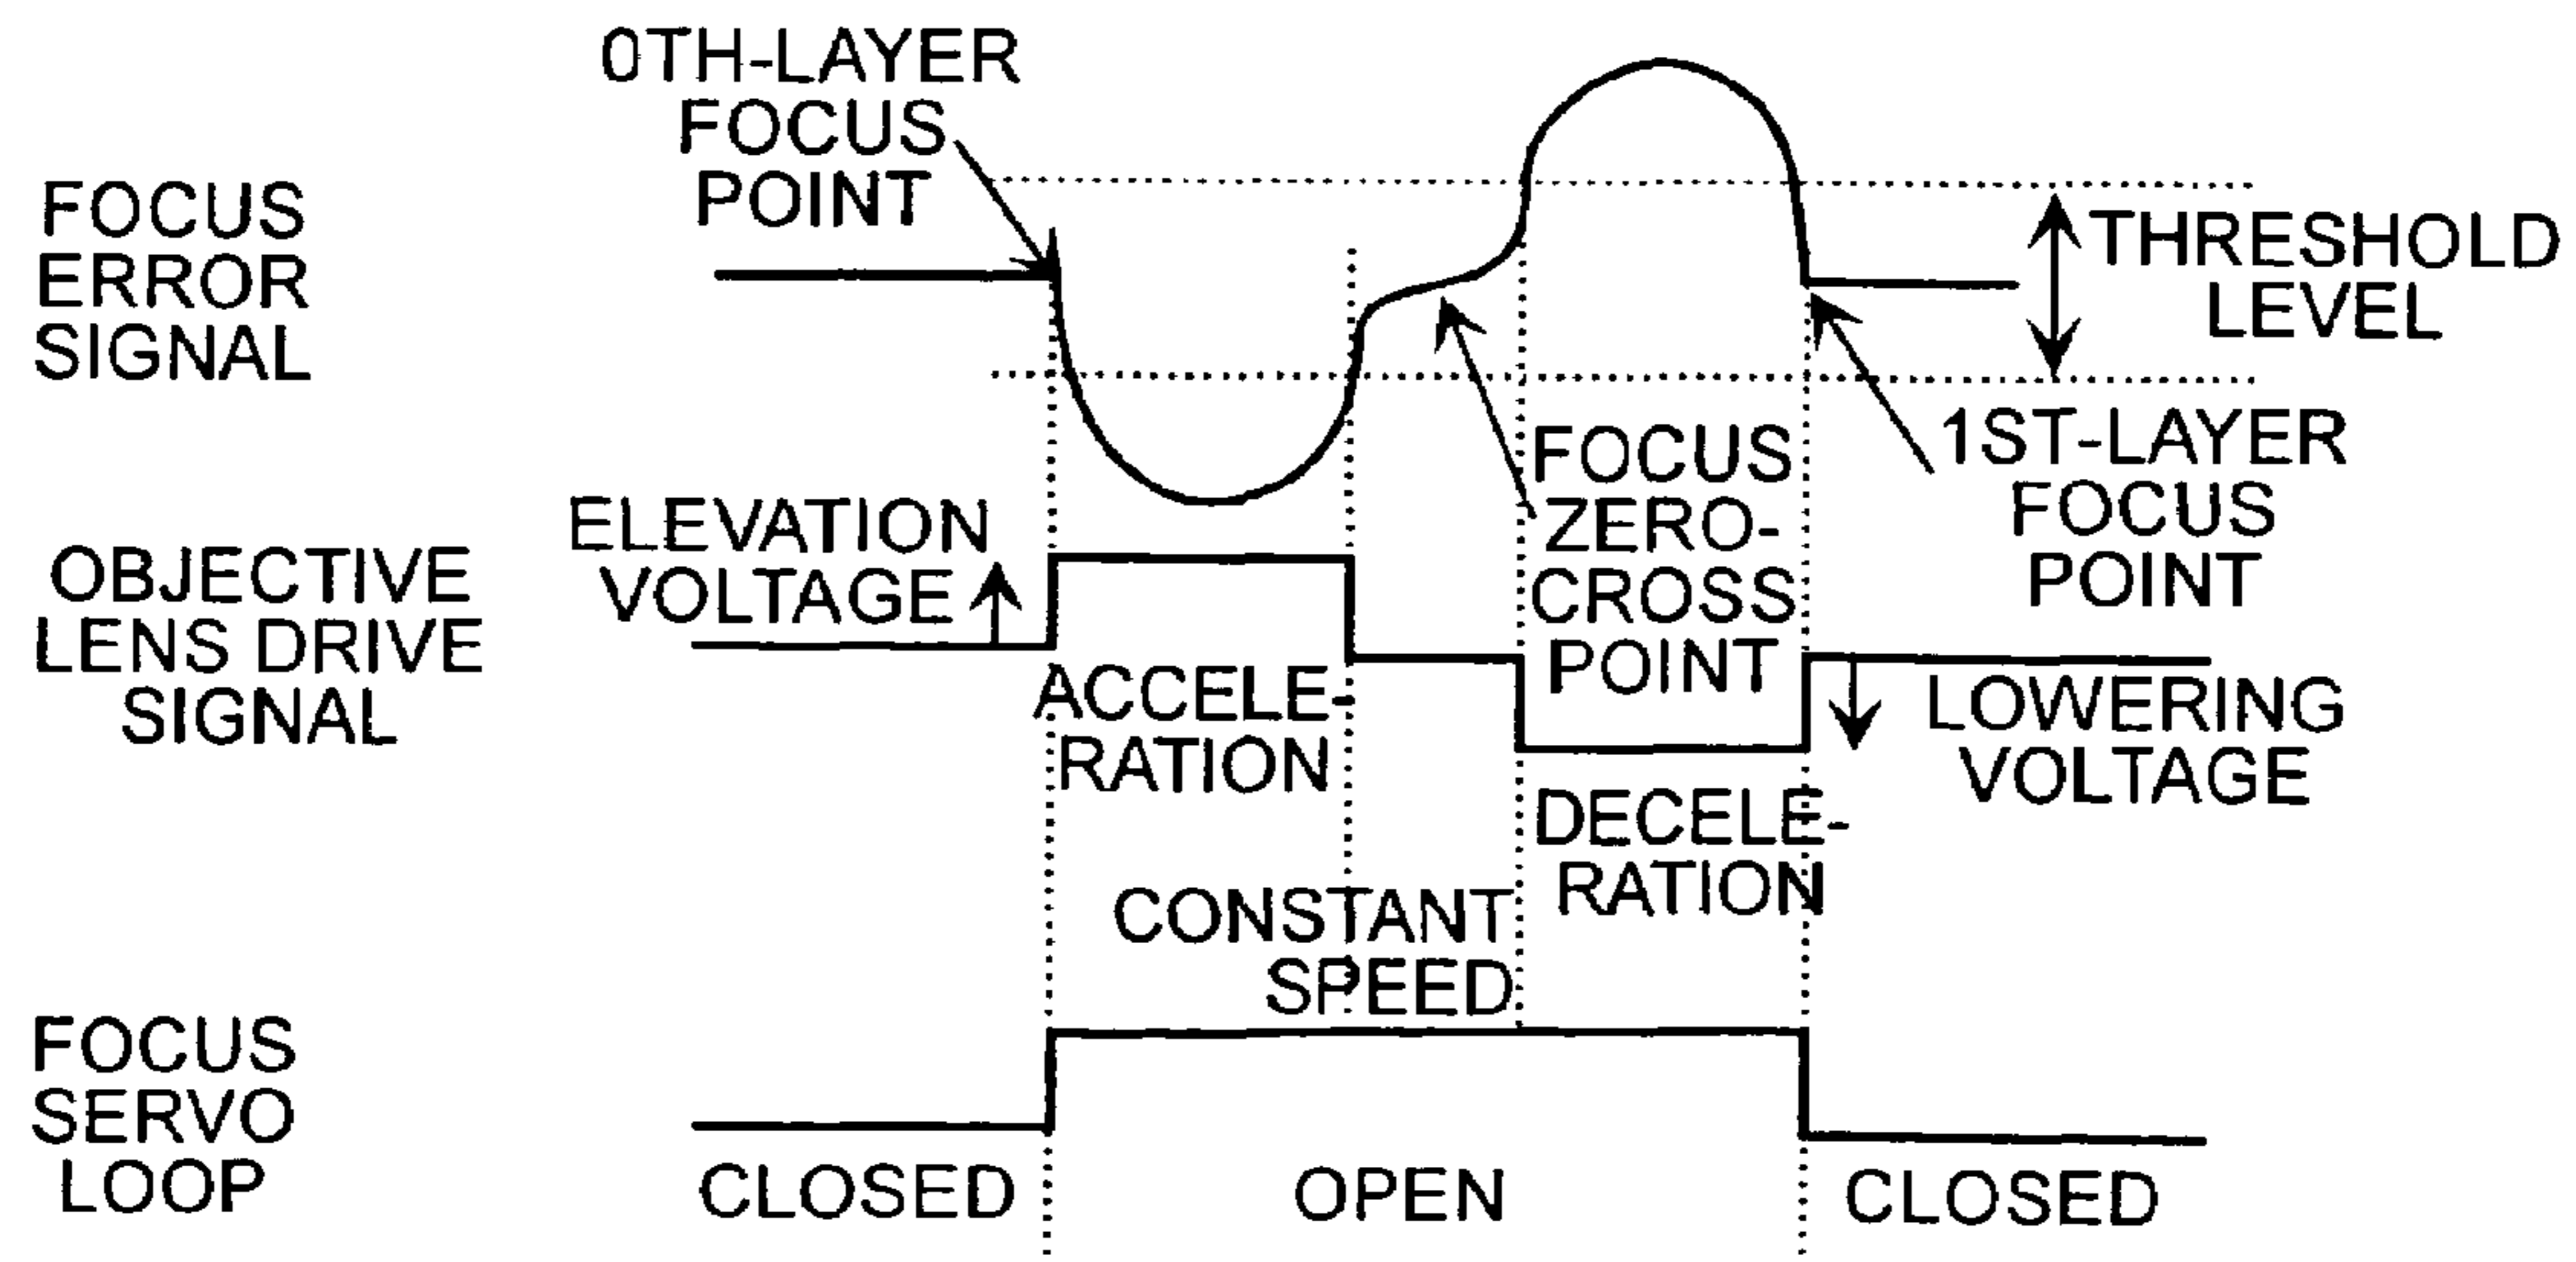 0TH-LAYER
FOCUS
POINT
FOCUS
ERROR
SIGNAL
THRESHOLD
LEVEL
FOCUS
ZERO-
CROSS
POINT
1ST-LAYER
FOCUS
POINT
ELEVATION
VOLTAGE
OBJECTIVE
LENS DRIVE
SIGNAL
ACCELE-
RATION
LOWERING
VOLTAGE
DECELE-
RATION
CONSTANT
SPEED
FOCUS
SERVO
LOOP
CLOSED
OPEN
CLOSED